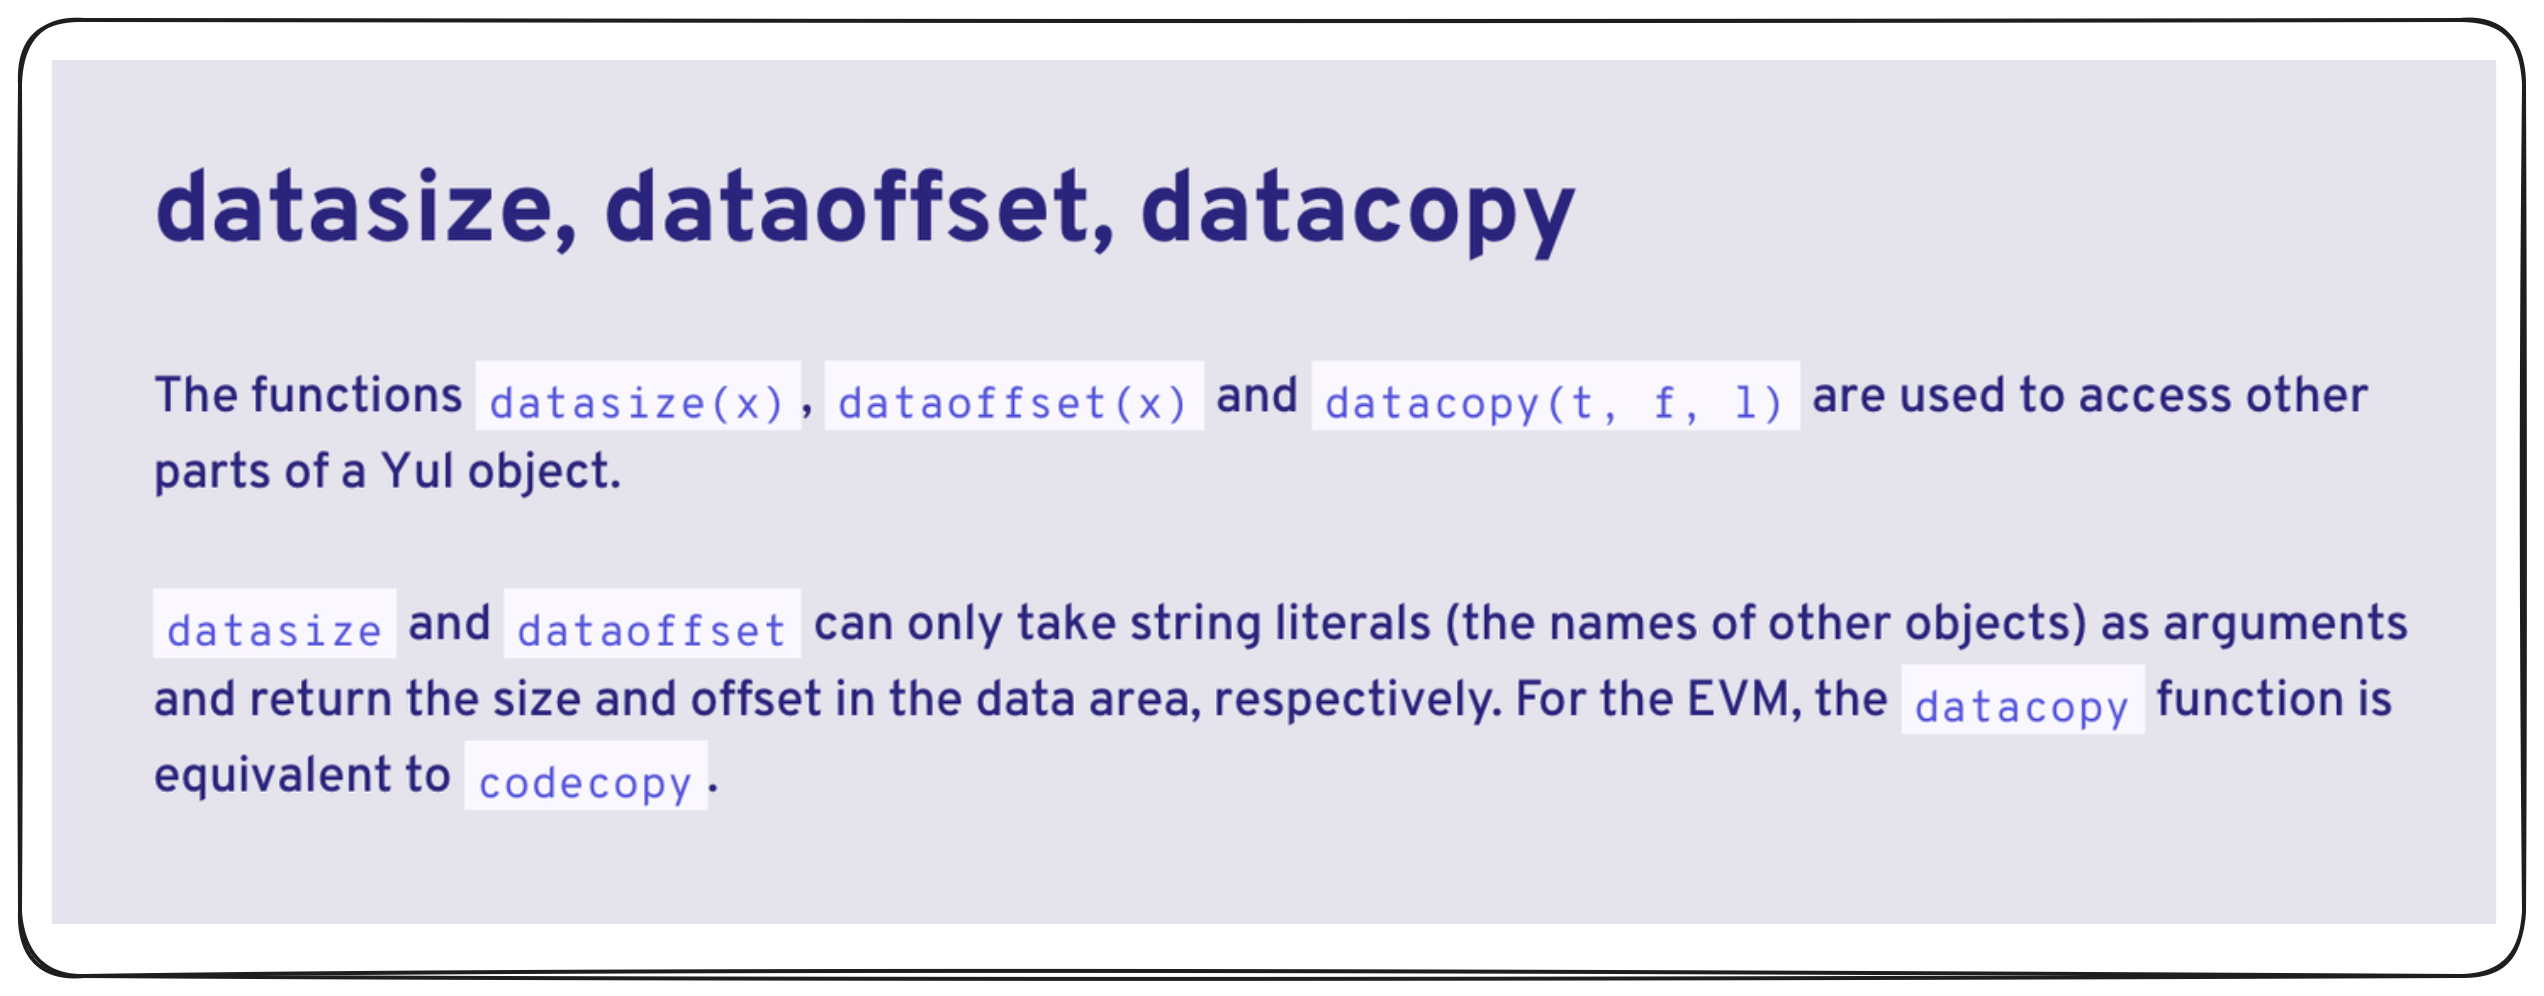 datasize, dataoffset, datacopy
The functions datasize(x), dataoffset(x) and datacopy(t, f, l) are used to access other
parts of a Yul object.
datasize and dataoffset can only take string literals (the names of other objects) as arguments
and return the size and offset in the data area, respectively. For the EVM, the datacopy function is
equivalent to codecopy.